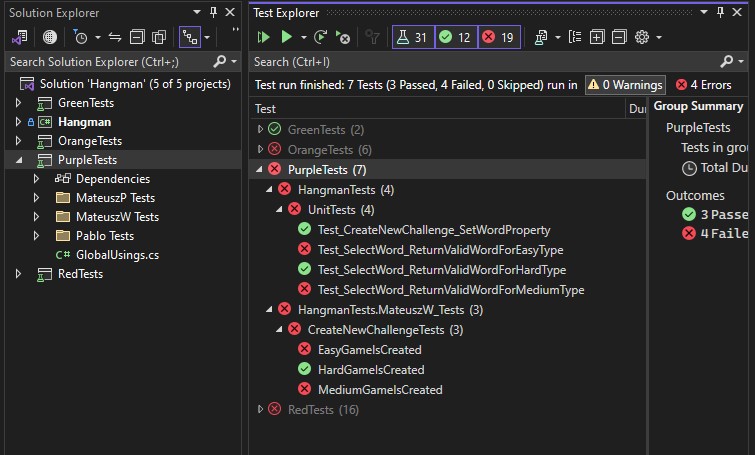 Solution Explorer
Search Solution Explorer (Ctrl+;)
Solution 'Hangman' (5 of 5 projects)
GreenTests
Hangman
OrangeTests
PurpleTests
Dependencies
MateuszP Tests
MateuszW Tests
Pablo Tests
GlobalUsings.cs
RedTests
Test Explorer
31 12 19
Search (Ctrl+I)
Test run finished: 7 Tests (3 Passed, 4 Failed, 0 Skipped) run in 0 Warnings 4 Errors
Test Dur
GreenTests (2)
OrangeTests (6)
PurpleTests (7)
HangmanTests (4)
UnitTests (4)
Test_CreateNewChallenge_SetWordProperty
Test_SelectWord_ReturnValidWordForEasyType
Test_SelectWord_ReturnValidWordForHardType
Test_SelectWord_ReturnValidWordForMediumType
HangmanTests.MateuszW_Tests (3)
CreateNewChallengeTests (3)
EasyGameIsCreated
HardGameIsCreated
MediumGameIsCreated
RedTests (16)
Group Summary
PurpleTests
Tests in grou
Total Du
Outcomes
3 Passe
4 Faile